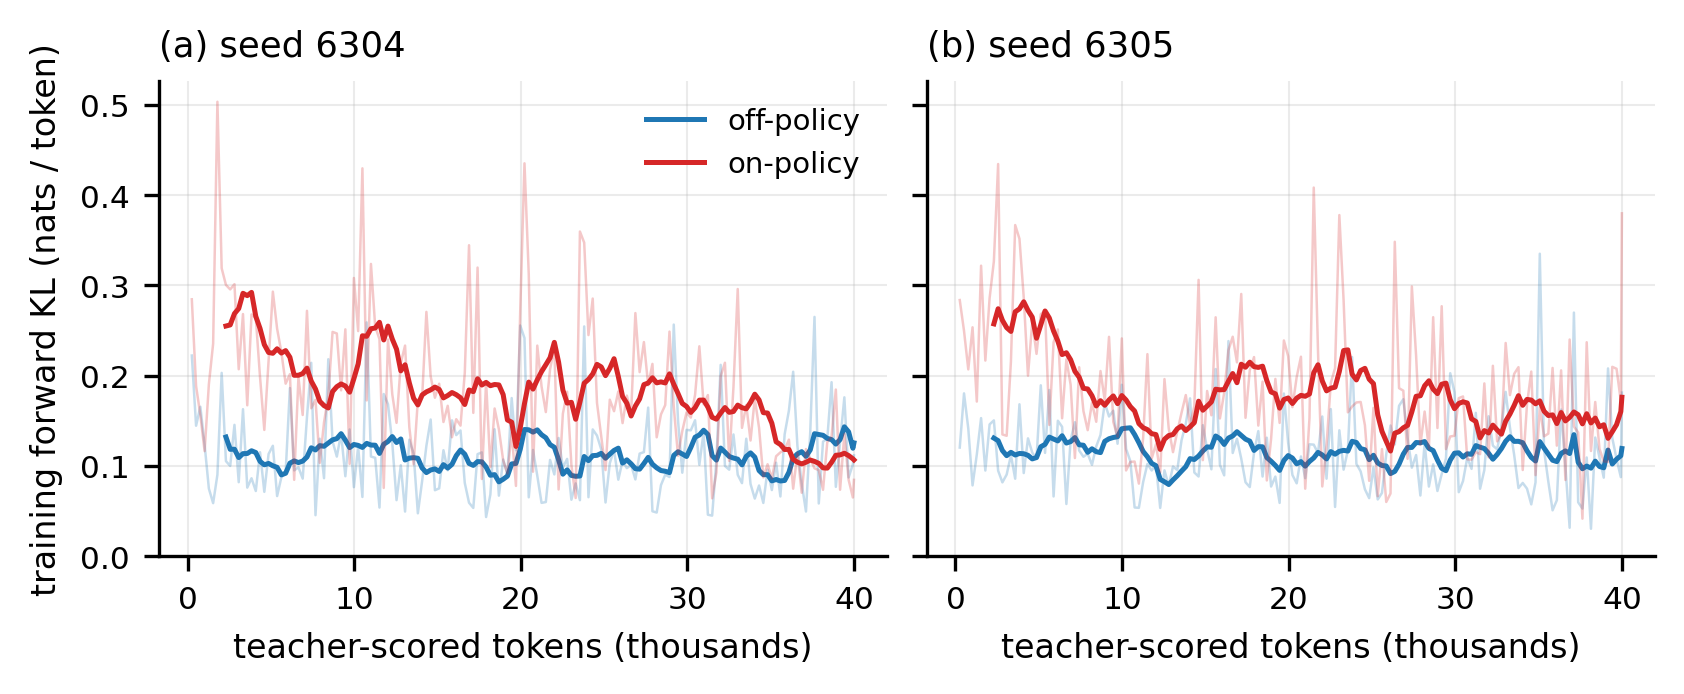 (a) seed 6304
(b) seed 6305
training forward KL (nats / token)
0.5
0.4
0.3
0.2
0.1
0.0
off-policy
on-policy
0 10 20 30 40
0 10 20 30 40
teacher-scored tokens (thousands)
teacher-scored tokens (thousands)